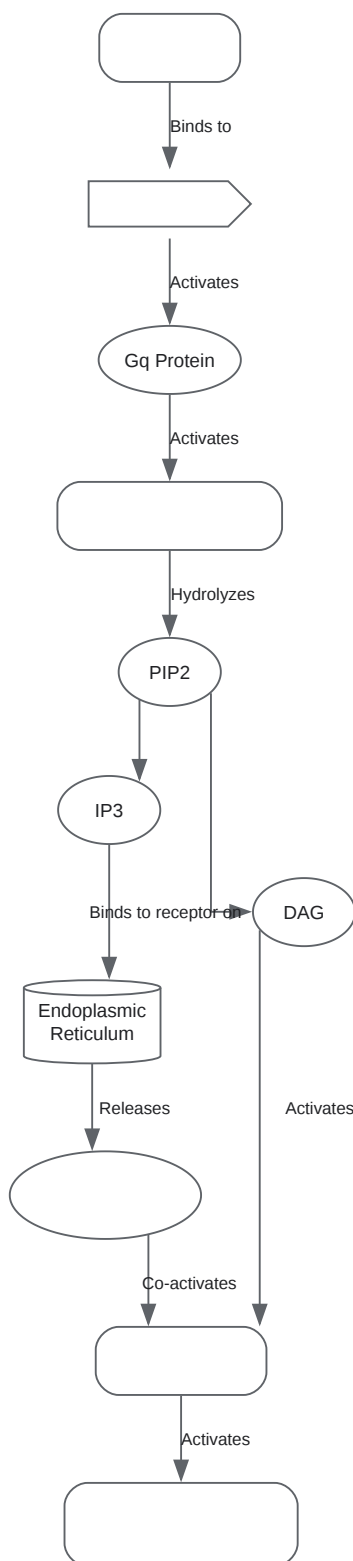 Binds to
Activates
Gq Protein
Activates
Hydrolyzes
PIP2
IP3
Binds to receptor on
DAG
Endoplasmic
Reticulum
Releases
Activates
Co-activates
Activates